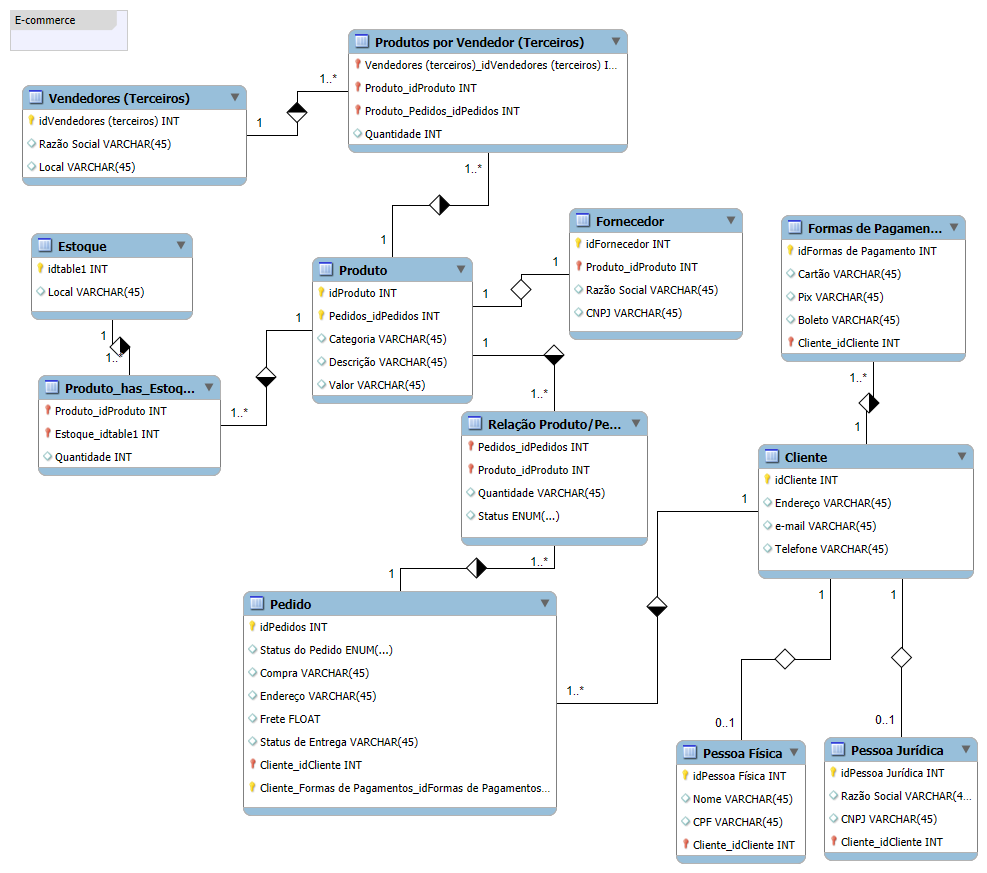 E-commerce
Produtos por Vendedor (Terceiros)
Vendedores (terceiros)_idVendedores (terceiros) I...
Produto_idProduto INT
Produto_Pedidos_idPedidos INT
Quantidade INT
1..*
1
1..*
1
Vendedores (Terceiros)
idVendedores (terceiros) INT
Razão Social VARCHAR(45)
Local VARCHAR(45)
Estoque
idtable1 INT
Local VARCHAR(45)
1
1..*
Produto_has_Estoq...
Produto_idProduto INT
Estoque_idtable1 INT
Quantidade INT
1
1..*
Produto
idProduto INT
Pedidos_idPedidos INT
Categoria VARCHAR(45)
Descrição VARCHAR(45)
Valor VARCHAR(45)
1
1
Fornecedor
idFornecedor INT
Produto_idProduto INT
Razão Social VARCHAR(45)
CNPJ VARCHAR(45)
1
1..*
Relação Produto/Pe...
Pedidos_idPedidos INT
Produto_idProduto INT
Quantidade VARCHAR(45)
Status ENUM(...)
1..*
1
Formas de Pagamen...
idFormas de Pagamento INT
Cartão VARCHAR(45)
Pix VARCHAR(45)
Boleto VARCHAR(45)
Cliente_idCliente INT
1..*
1
Cliente
idCliente INT
Endereço VARCHAR(45)
e-mail VARCHAR(45)
Telefone VARCHAR(45)
1
1..*
Pedido
idPedidos INT
Status do Pedido ENUM(...)
Compra VARCHAR(45)
Endereço VARCHAR(45)
Frete FLOAT
Status de Entrega VARCHAR(45)
Cliente_idCliente INT
Cliente_Formas de Pagamentos_idFormas de Pagamentos...
1
1
0..1
0..1
Pessoa Física
idPessoa Física INT
Nome VARCHAR(45)
CPF VARCHAR(45)
Cliente_idCliente INT
Pessoa Jurídica
idPessoa Jurídica INT
Razão Social VARCHAR(4...
CNPJ VARCHAR(45)
Cliente_idCliente INT